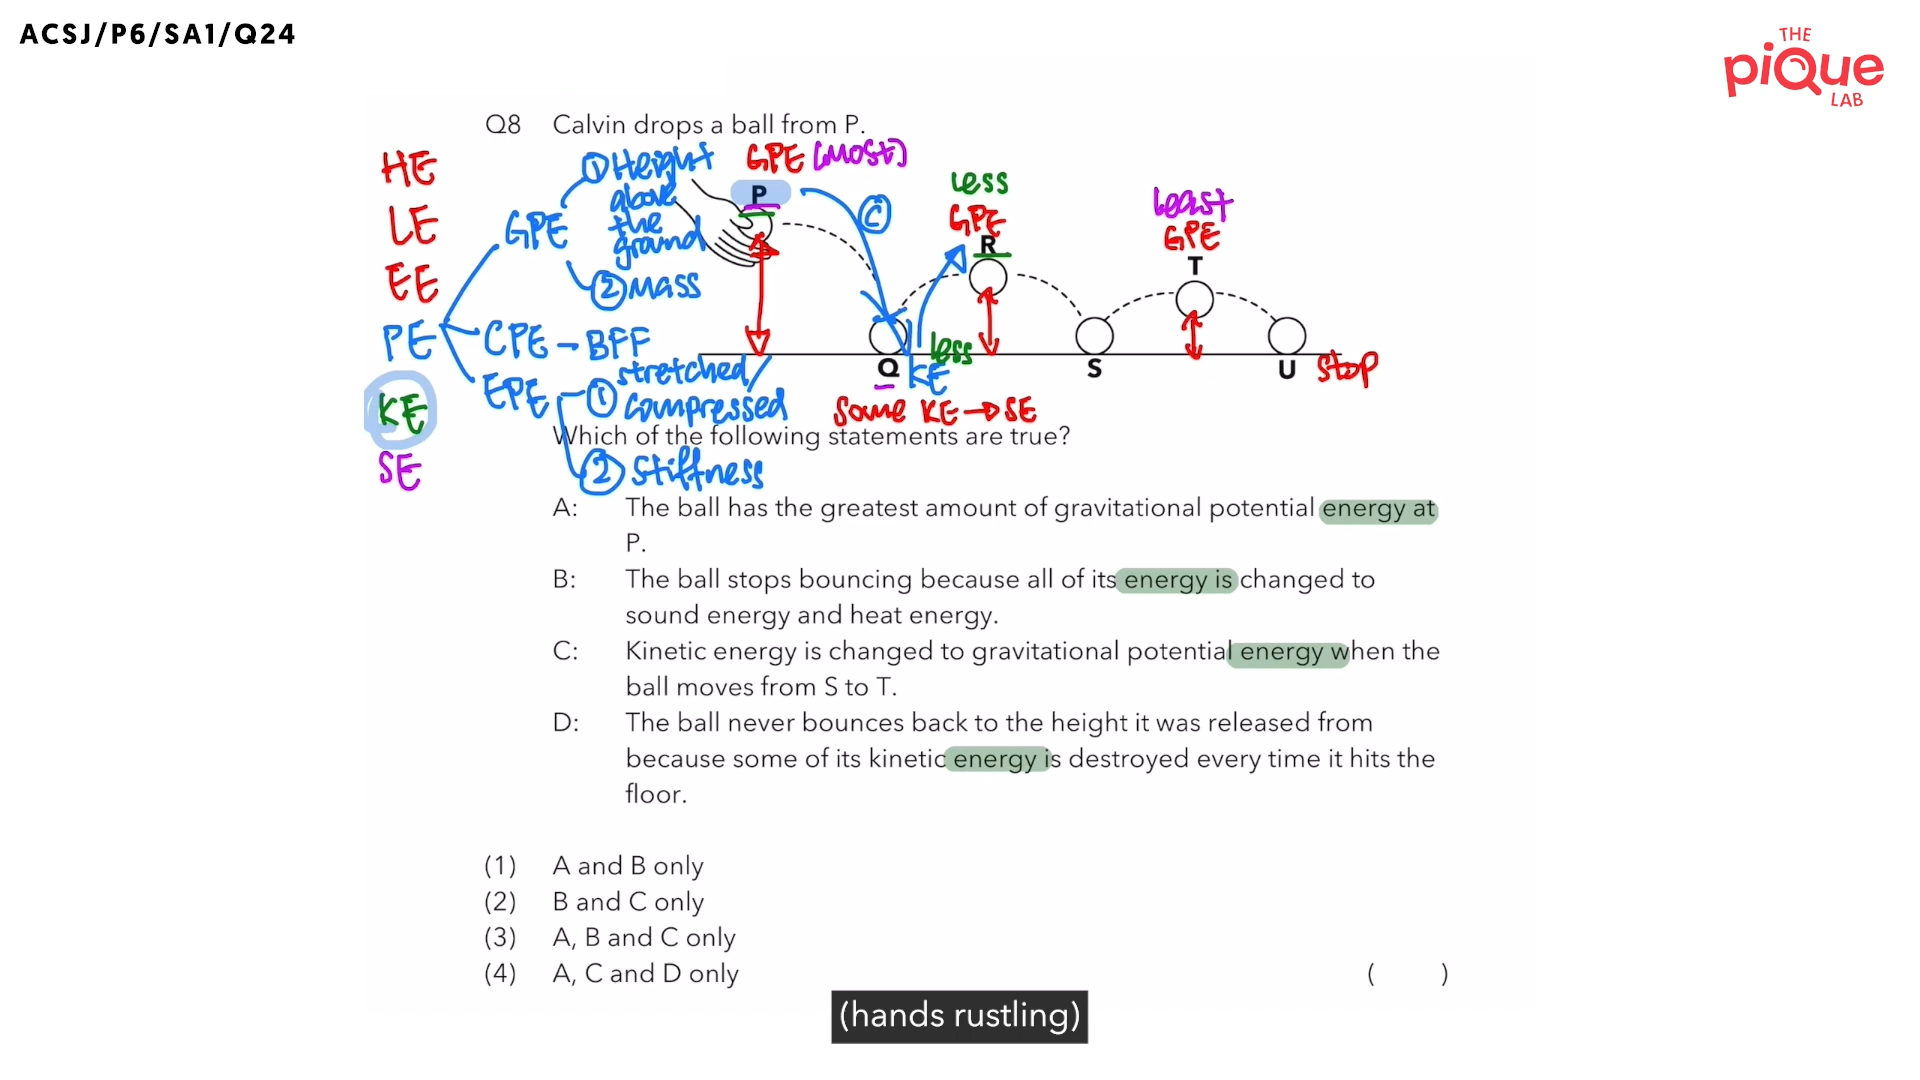 ACSJ/P6/SA1/Q24
THE
piQue
LAB
Q8 Calvin drops a ball from P.
HE
LE
EE
PE
KE
SE
GPE
① Height
above
the
ground
② Mass
CPE – BFF
EPE
① stretched/
compressed
② Stiffness
GPE (Most)
P
C
Less
GPE
R
Least
GPE
T
Less
KE
Q
S
U
Stop
Some KE → SE
Which of the following statements are true?
A: The ball has the greatest amount of gravitational potential energy at
P.
B: The ball stops bouncing because all of its energy is changed to
sound energy and heat energy.
C: Kinetic energy is changed to gravitational potential energy when the
ball moves from S to T.
D: The ball never bounces back to the height it was released from
because some of its kinetic energy is destroyed every time it hits the
floor.
(1) A and B only
(2) B and C only
(3) A, B and C only
(4) A, C and D only ( )
(hands rustling)